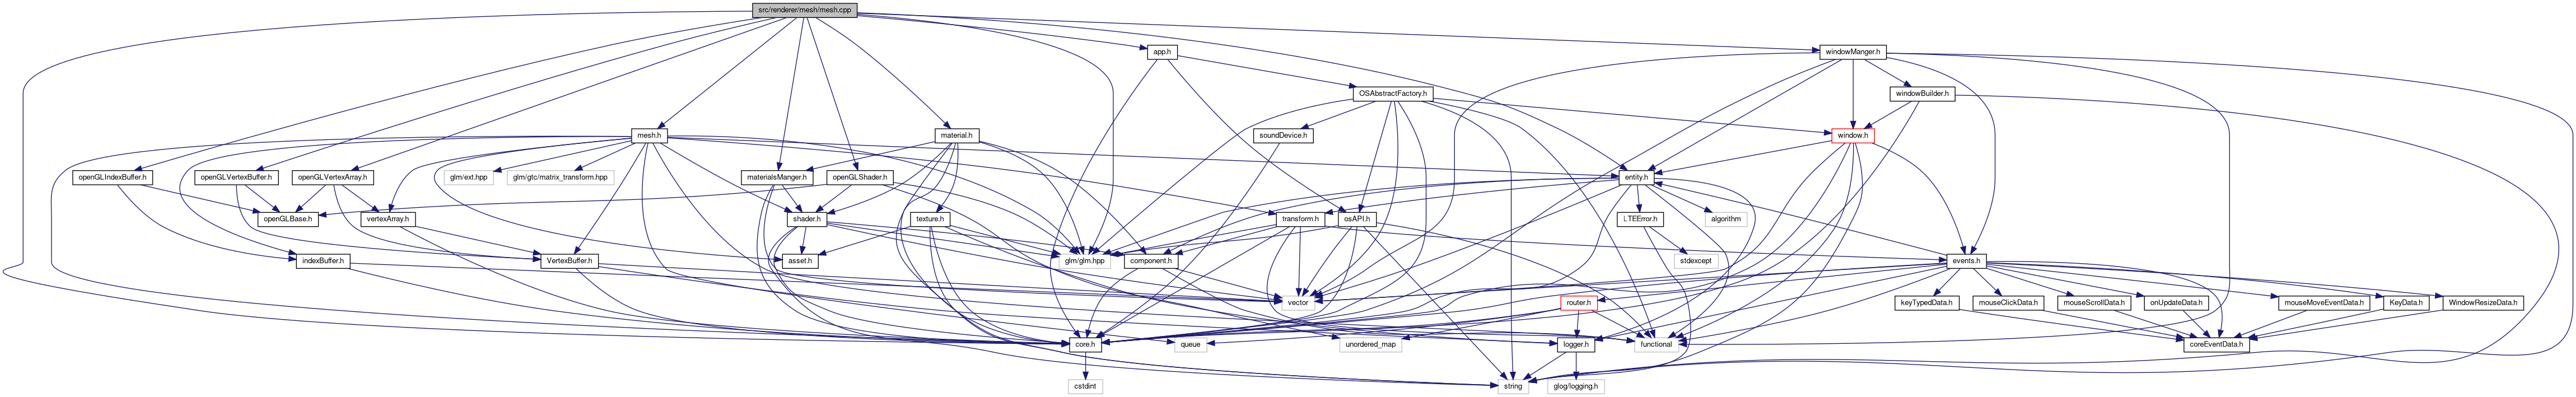 src/renderer/mesh/mesh.cpp
app.h
windowManger.h
OSAbstractFactory.h
windowBuilder.h
mesh.h
material.h
soundDevice.h
window.h
openGLIndexBuffer.h
openGLVertexBuffer.h
openGLVertexArray.h
glm/ext.hpp
glm/gtc/matrix_transform.hpp
materialsManger.h
openGLShader.h
entity.h
openGLBase.h
vertexArray.h
shader.h
texture.h
transform.h
osAPI.h
LTEError.h
algorithm
indexBuffer.h
VertexBuffer.h
asset.h
glm/glm.hpp
component.h
stdexcept
events.h
vector
router.h
keyTypedData.h
mouseClickData.h
mouseScrollData.h
onUpdateData.h
mouseMoveEventData.h
KeyData.h
WindowResizeData.h
core.h
queue
unordered_map
logger.h
functional
coreEventData.h
cstdint
string
glog/logging.h